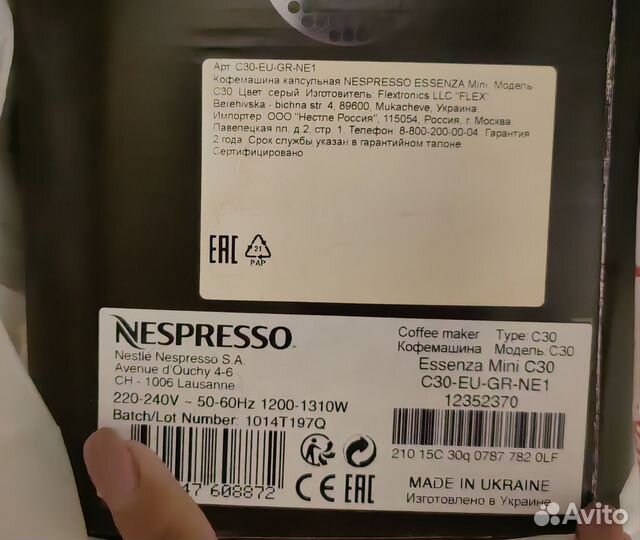 Арт. C30-EU-GR-NE1
Кофемашина капсульная NESPRESSO ESSENZA Mini. Модель
C30. Цвет серый. Изготовитель: Flextronics LLC "FLEX".
Berehivska - bichna str 4, 89600, Mukacheve, Украина.
Импортер ООО "Нестле Россия", 115054, Россия, г. Москва.
Павелецкая пл. д.2, стр. 1. Телефон: 8-800-200-00-04. Гарантия
2 года. Срок службы указан в гарантийном талоне.
Сертифицировано
EAC
21
PAP
NESPRESSO
Nestlé Nespresso S.A.
Avenue d'Ouchy 4-6
CH - 1006 Lausanne
220-240V ~ 50-60Hz 1200-1310W
Batch/Lot Number: 1014T197Q
47 608872
CE EAC
Coffee maker Type: C30
Кофемашина Модель C30
Essenza Mini C30
C30-EU-GR-NE1
12352370
210 15C 30q 0787 782 0LF
MADE IN UKRAINE
Изготовлено в Украине
Avito